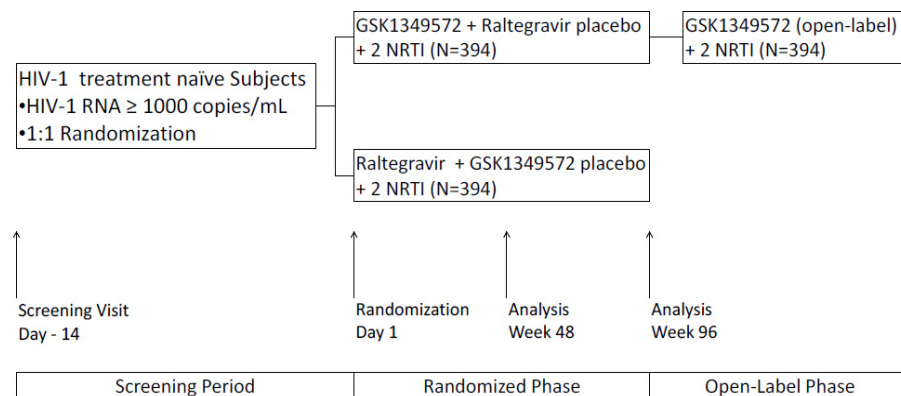 GSK1349572 + Raltegravir placebo
+ 2 NRTI (N=394)
GSK1349572 (open-label)
+ 2 NRTI (N=394)
HIV-1  treatment naïve Subjects
•HIV-1 RNA ≥ 1000 copies/mL
•1:1 Randomization
Raltegravir  + GSK1349572 placebo
+ 2 NRTI (N=394)
Screening Visit
Day - 14
Randomization
Day 1
Analysis
Week 48
Analysis
Week 96
Screening Period
Randomized Phase
Open-Label Phase